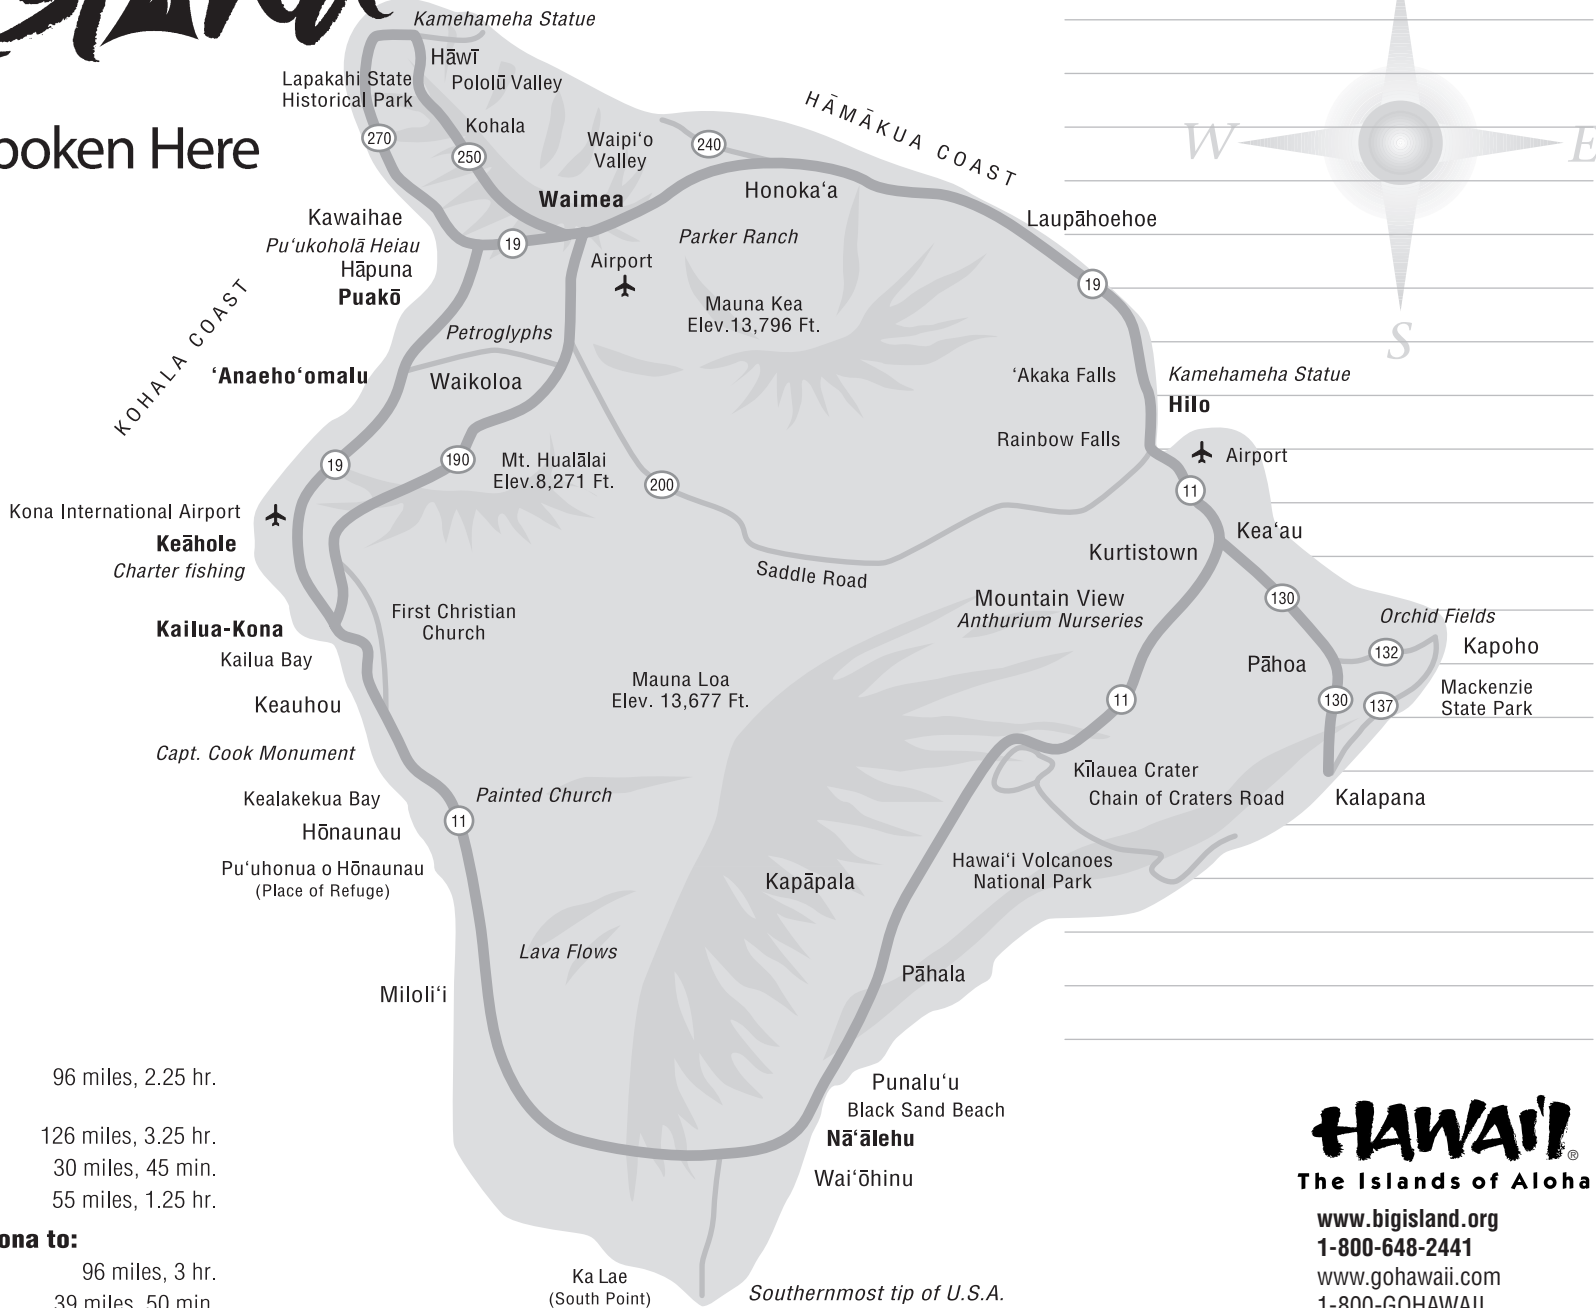 Island
Kamehameha Statue
Hāwī
Lapakahi State
Historical Park
Pololū Valley
HĀMĀKUA COAST
poken Here
270
Kohala
250
Waipi‘o
Valley
240
W
E
Waimea
Honoka‘a
Kawaihae
Laupāhoehoe
Pu‘ukoholā Heiau
19
Parker Ranch
Hāpuna
Airport
Puakō
19
KOHALA COAST
Mauna Kea
Elev.13,796 Ft.
Petroglyphs
S
‘Anaeho‘omalu
Waikoloa
‘Akaka Falls
Kamehameha Statue
Hilo
Rainbow Falls
19
190
Mt. Hualālai
Elev.8,271 Ft.
200
Airport
11
Kona International Airport
Keāhole
Charter fishing
Kea‘au
Kurtistown
Saddle Road
130
First Christian
Church
Mountain View
Anthurium Nurseries
Orchid Fields
Kailua-Kona
Kailua Bay
132
Kapoho
Pāhoa
Mauna Loa
Elev. 13,677 Ft.
11
130
137
Mackenzie
State Park
Keauhou
Capt. Cook Monument
Kīlauea Crater
Chain of Craters Road
Kalapana
Kealakekua Bay
Painted Church
Hōnaunau
11
Pu‘uhonua o Hōnaunau
(Place of Refuge)
Hawai‘i Volcanoes
National Park
Kapāpala
Lava Flows
Pāhala
Miloli‘i
96 miles, 2.25 hr.
126 miles, 3.25 hr.
30 miles, 45 min.
55 miles, 1.25 hr.
ona to:
96 miles, 3 hr.
39 miles, 50 min.
Punalu‘u
Black Sand Beach
Nā‘ālehu
Wai‘ōhinu
Ka Lae
(South Point)
Southernmost tip of U.S.A.
HAWAI‘I®
The Islands of Aloha
www.bigisland.org
1-800-648-2441
www.gohawaii.com
1-800-GOHAWAII